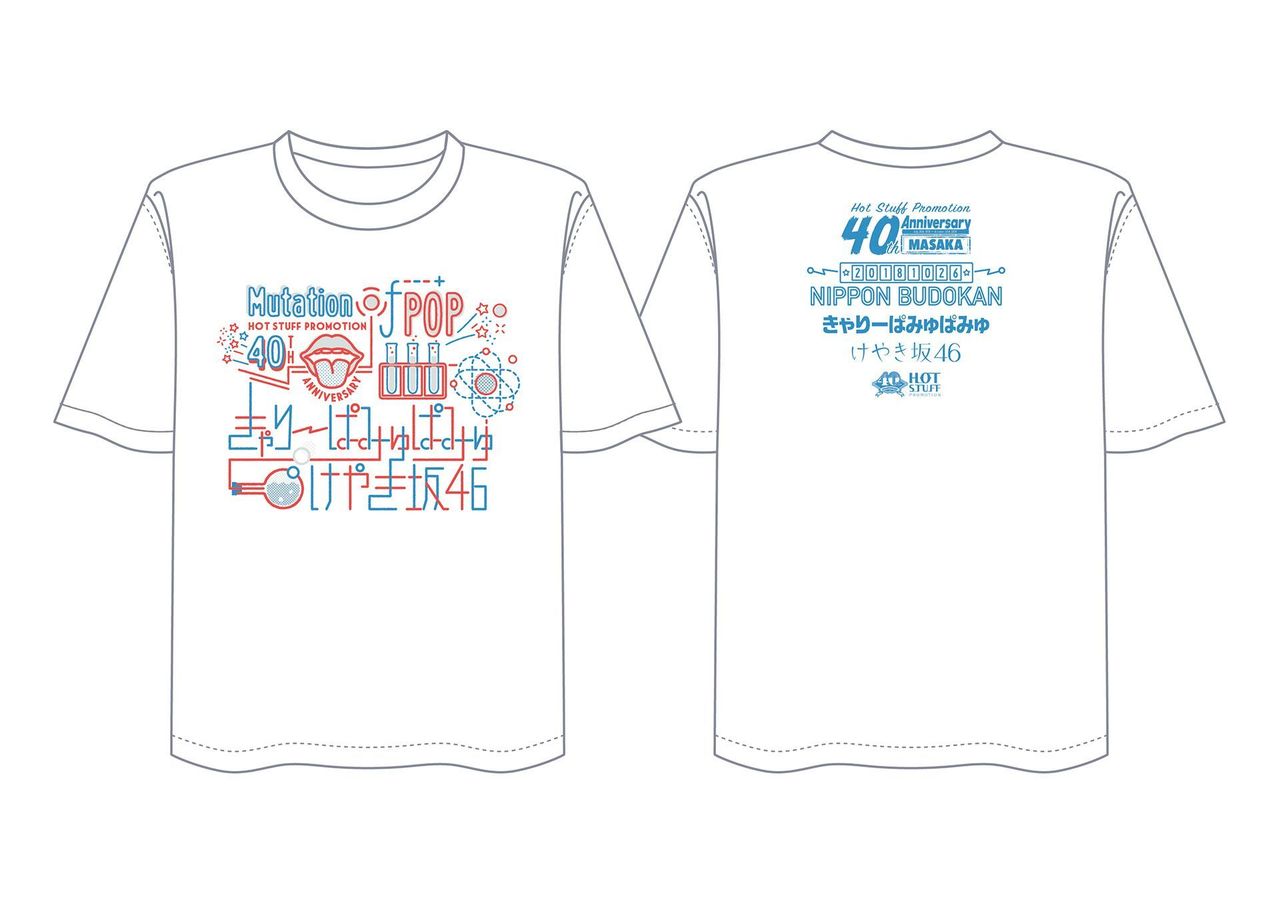 Mutation of POP
HOT STUFF PROMOTION
40TH
ANNIVERSARY
きゃりーぱみゅぱみゅ
けやき坂46
Hot Stuff Promotion
40th Anniversary
MASAKA
☆20181026☆
NIPPON BUDOKAN
きゃりーぱみゅぱみゅ
けやき坂46
40 HOT
STUFF
PROMOTION